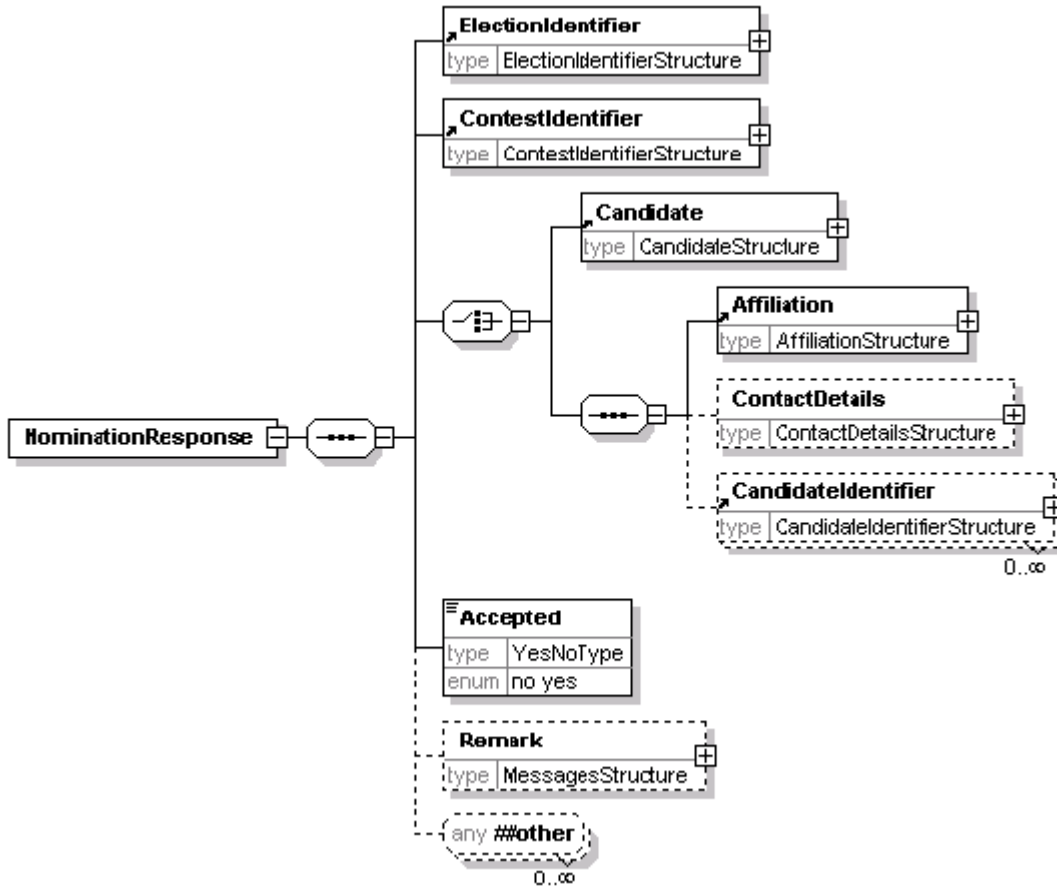 ElectionIdentifier
type ElectionIdentifierStructure
ContestIdentifier
type ContestIdentifierStructure
Candidate
type CandidateStructure
Affiliation
type AffiliationStructure
ContactDetails
type ContactDetailsStructure
NominationResponse
CandidateIdentifier
type CandidateIdentifierStructure
0..∞
Accepted
type YesNoType
enum no yes
Remark
type MessagesStructure
any ##other
0..∞